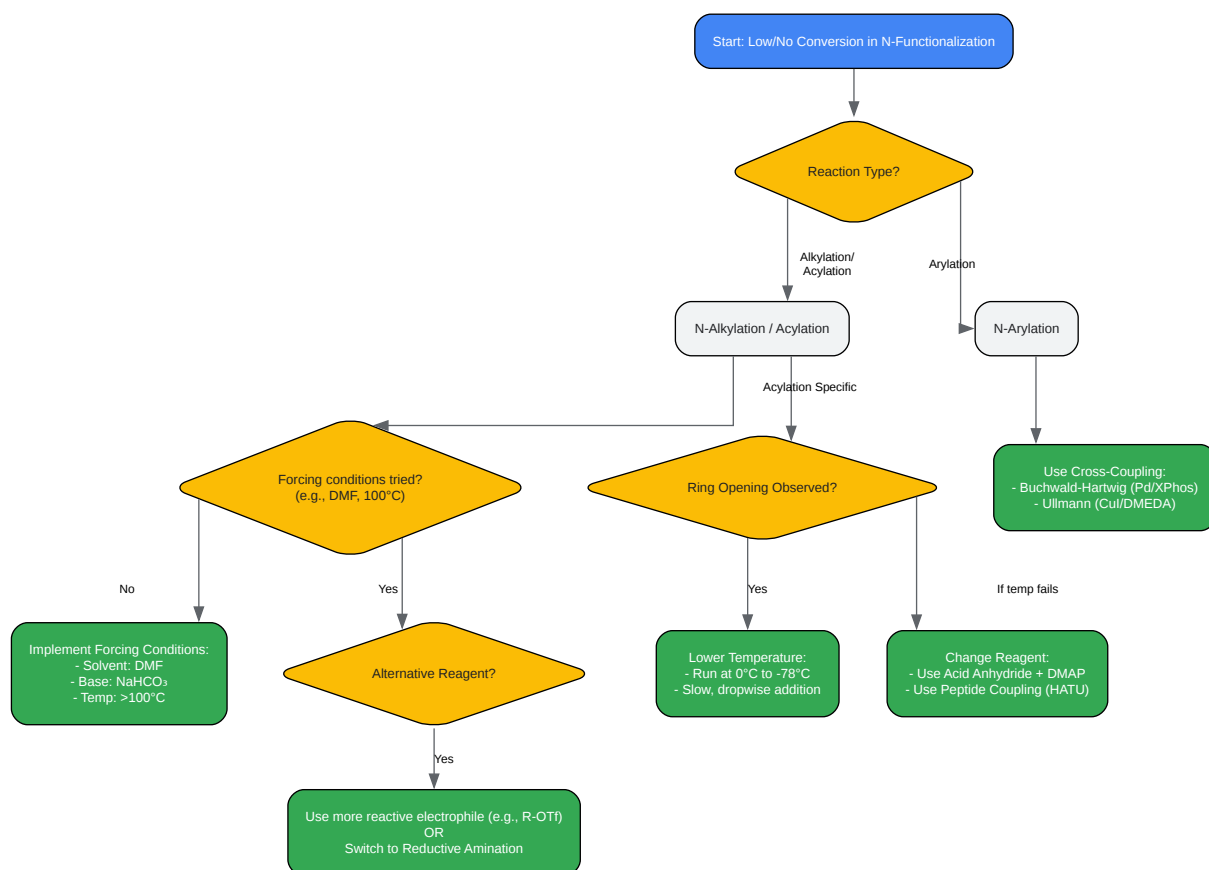 Start: Low/No Conversion in N-Functionalization
Reaction Type?
Alkylation/
Acylation
Arylation
N-Alkylation / Acylation
N-Arylation
Acylation Specific
Forcing conditions tried?
(e.g., DMF, 100°C)
Ring Opening Observed?
Use Cross-Coupling:
- Buchwald-Hartwig (Pd/XPhos)
- Ullmann (CuI/DMEDA)
No
Yes
Yes
If temp fails
Implement Forcing Conditions:
- Solvent: DMF
- Base: NaHCO₃
- Temp: >100°C
Alternative Reagent?
Lower Temperature:
- Run at 0°C to -78°C
- Slow, dropwise addition
Change Reagent:
- Use Acid Anhydride + DMAP
- Use Peptide Coupling (HATU)
Yes
Use more reactive electrophile (e.g., R-OTf)
OR
Switch to Reductive Amination